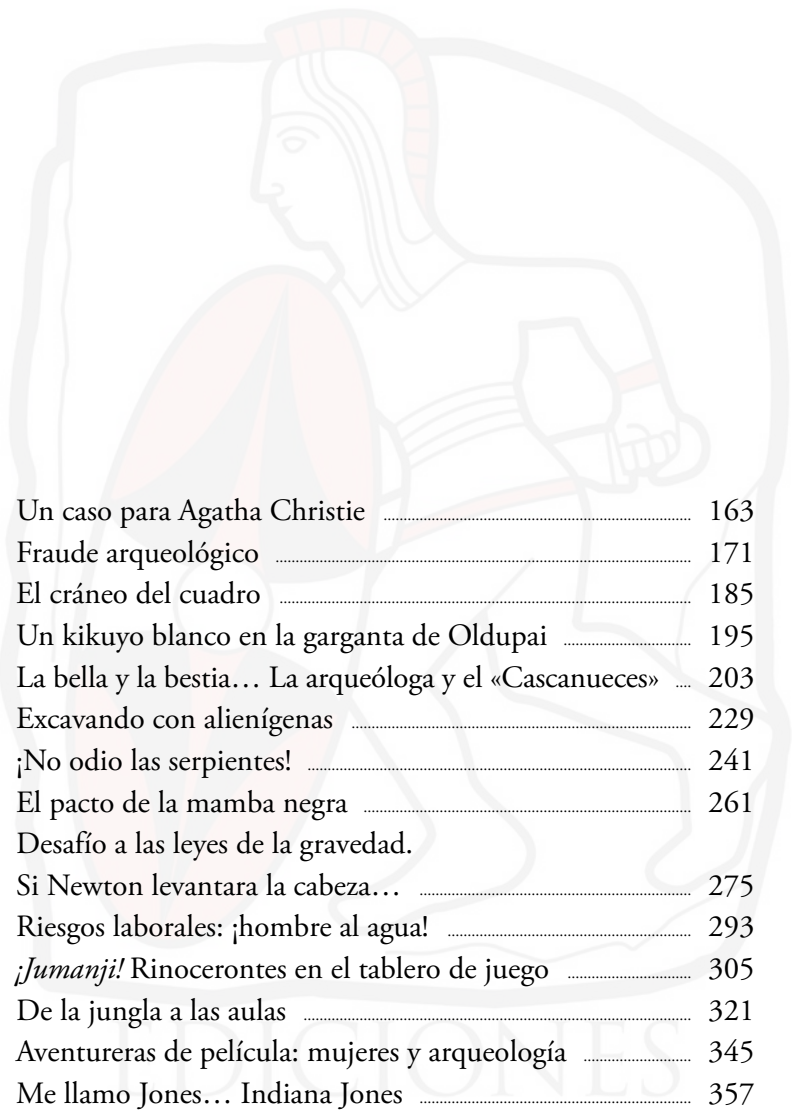 Un caso para Agatha Christie 163
Fraude arqueológico 171
El cráneo del cuadro 185
Un kikuyo blanco en la garganta de Oldupai 195
La bella y la bestia… La arqueóloga y el «Cascanueces» 203
Excavando con alienígenas 229
¡No odio las serpientes! 241
El pacto de la mamba negra 261
Desafío a las leyes de la gravedad.
Si Newton levantara la cabeza… 275
Riesgos laborales: ¡hombre al agua! 293
¡Jumanji! Rinocerontes en el tablero de juego 305
De la jungla a las aulas 321
Aventureras de película: mujeres y arqueología 345
Me llamo Jones… Indiana Jones 357
EDICIONES